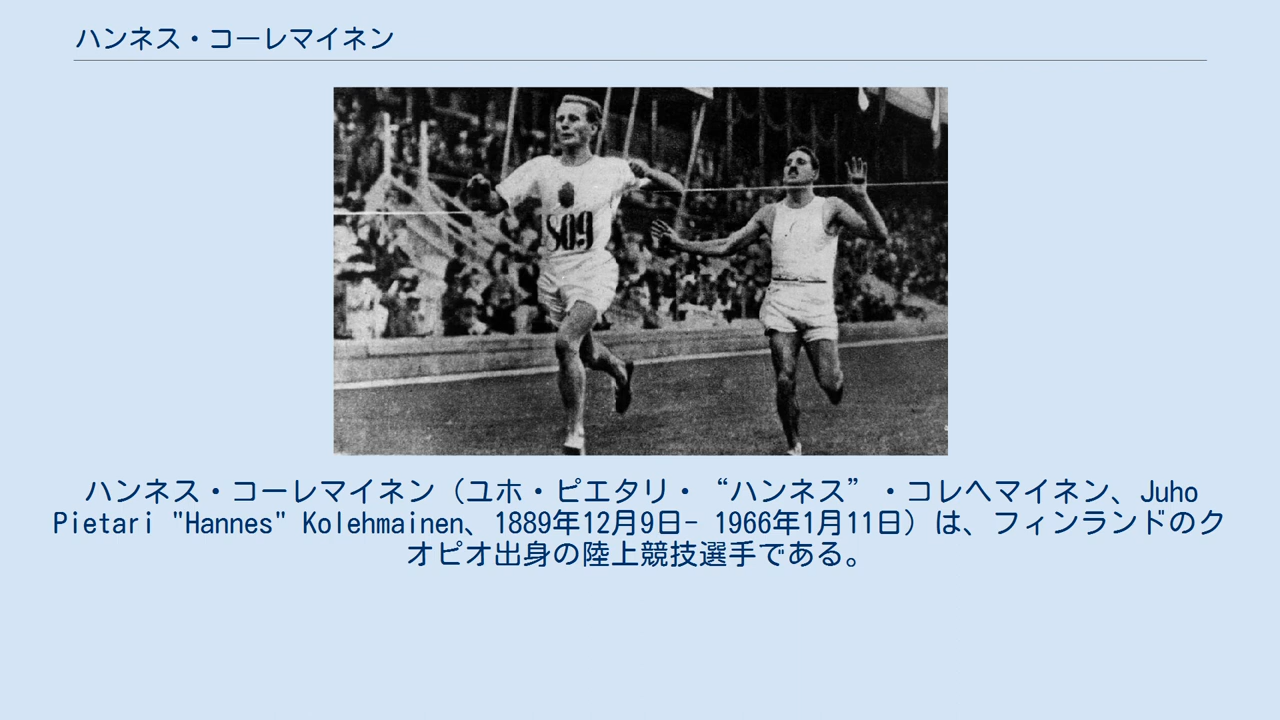 ハンネス・コーレマイネン
809
ハンネス・コーレマイネン（ユホ・ピエタリ・“ハンネス”・コレヘマイネン、Juho
Pietari "Hannes" Kolehmainen、1889年12月9日- 1966年1月11日）は、フィンランドのク
オピオ出身の陸上競技選手である。